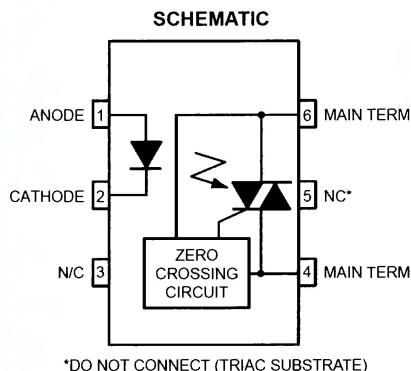 SCHEMATIC
ANODE 1
6 MAIN TERM
CATHODE 2
5 NC*
N/C 3
ZERO
CROSSING
CIRCUIT
4 MAIN TERM
*DO NOT CONNECT (TRIAC SUBSTRATE)